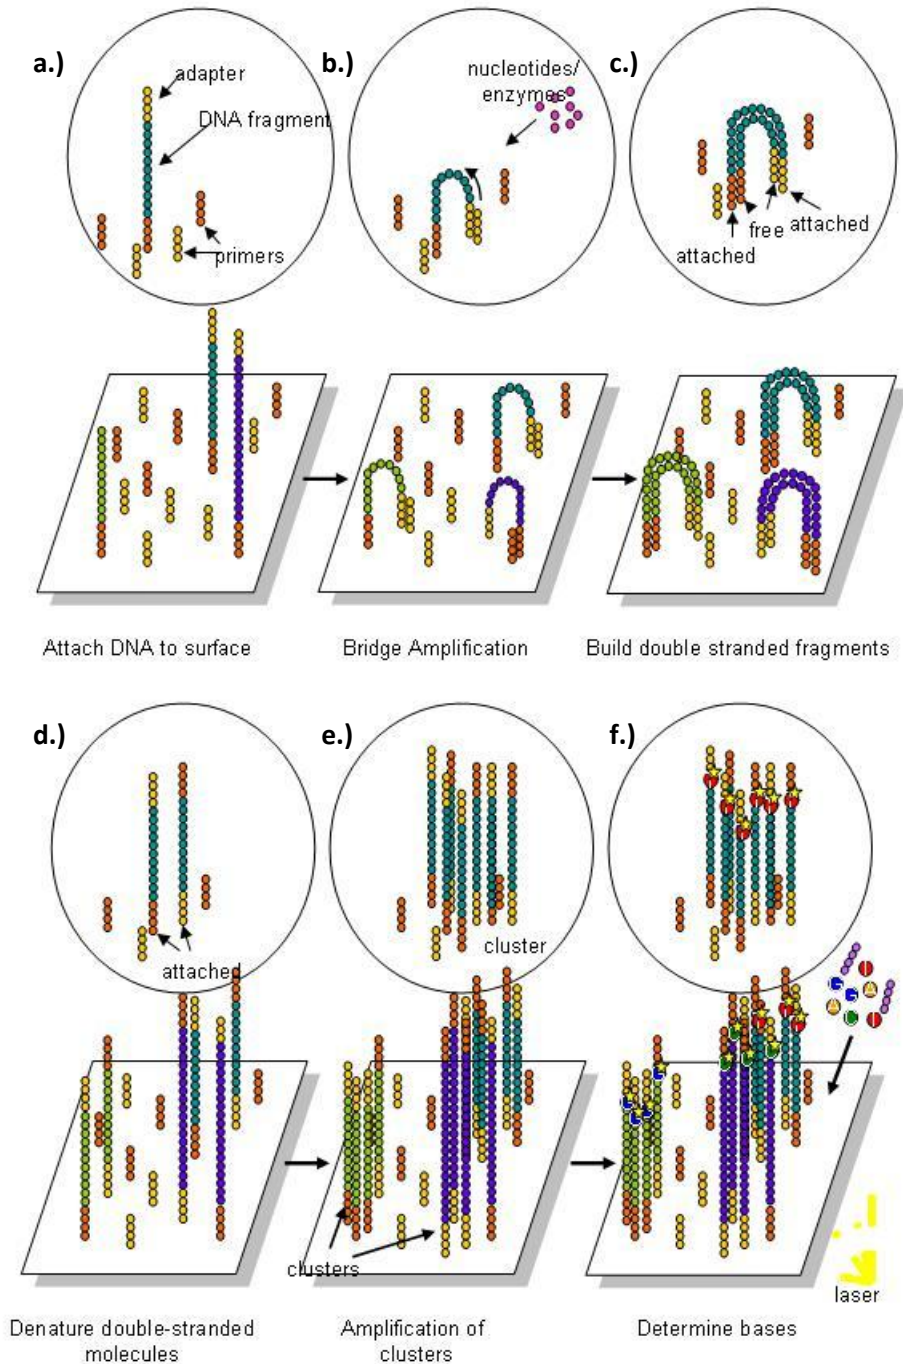 a.)
adapter
DNA fragment
primers
b.)
nucleotides/
enzymes
c.)
free
attached
attached
Attach DNA to surface
Bridge Amplification
Build double stranded fragments
d.)
attached
e.)
cluster
f.)
clusters
laser
Denature double-stranded
molecules
Amplification of
clusters
Determine bases